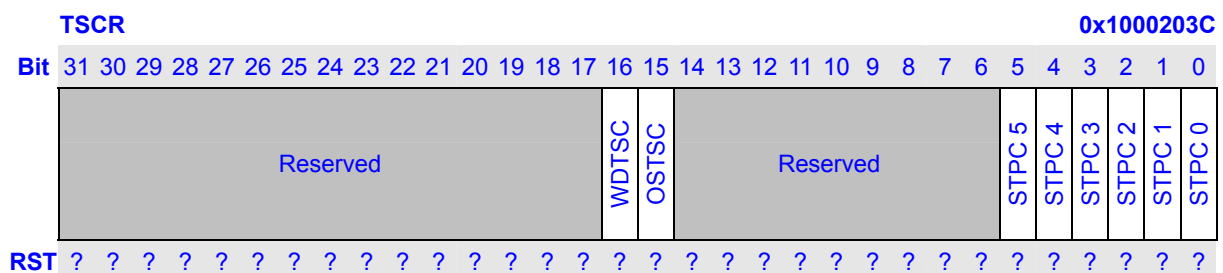 TSCR 0x1000203C
Bit 31 30 29 28 27 26 25 24 23 22 21 20 19 18 17 16 15 14 13 12 11 10 9 8 7 6 5 4 3 2 1 0
Reserved WDTSC OSTSC Reserved STPC 5 STPC 4 STPC 3 STPC 2 STPC 1 STPC 0
RST ? ? ? ? ? ? ? ? ? ? ? ? ? ? ? ? ? ? ? ? ? ? ? ? ? ? ? ? ? ? ? ?